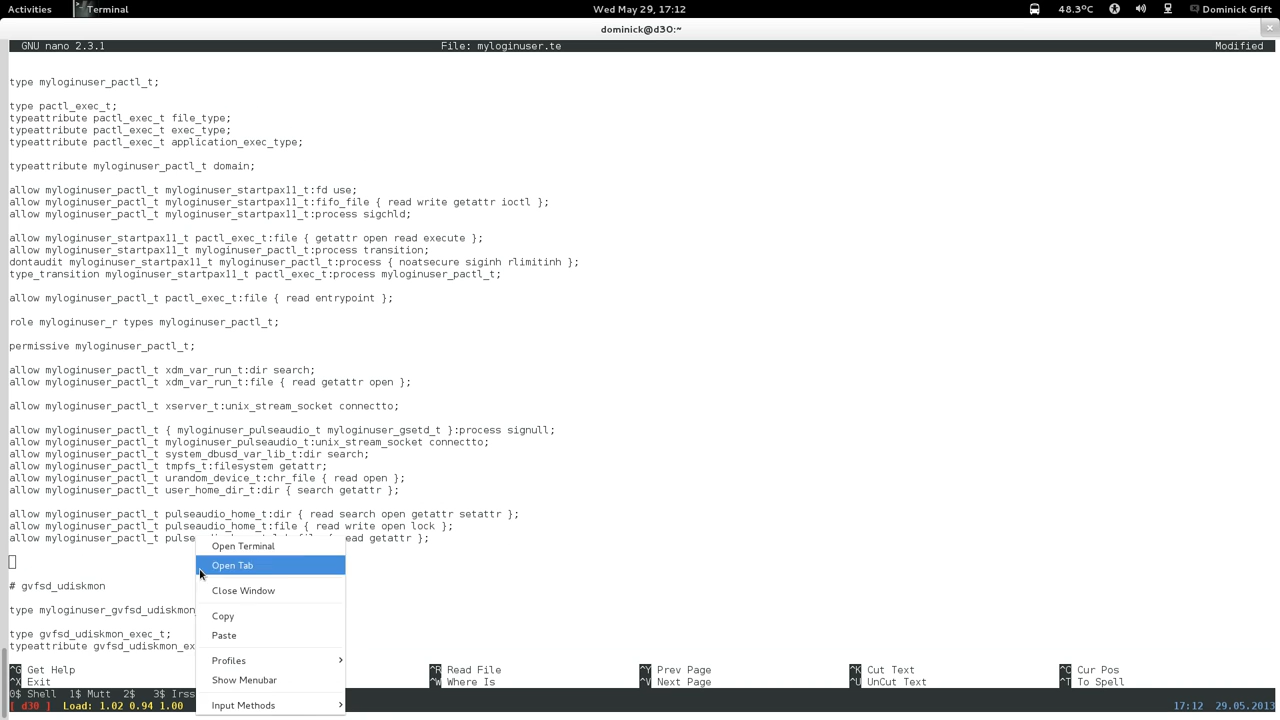 Activities Terminal Wed May 29, 17:12 48.3ºC Dominick Grift
dominick@d30:~
GNU nano 2.3.1 File: myloginuser.te Modified
type myloginuser_pactl_t;
type pactl_exec_t;
typeattribute pactl_exec_t file_type;
typeattribute pactl_exec_t exec_type;
typeattribute pactl_exec_t application_exec_type;
typeattribute myloginuser_pactl_t domain;
allow myloginuser_pactl_t myloginuser_startpax11_t:fd use;
allow myloginuser_pactl_t myloginuser_startpax11_t:fifo_file { read write getattr ioctl };
allow myloginuser_pactl_t myloginuser_startpax11_t:process sigchld;
allow myloginuser_startpax11_t pactl_exec_t:file { getattr open read execute };
allow myloginuser_startpax11_t myloginuser_pactl_t:process transition;
dontaudit myloginuser_startpax11_t myloginuser_pactl_t:process { noatsecure siginh rlimitinh };
type_transition myloginuser_startpax11_t pactl_exec_t:process myloginuser_pactl_t;
allow myloginuser_pactl_t pactl_exec_t:file { read entrypoint };
role myloginuser_r types myloginuser_pactl_t;
permissive myloginuser_pactl_t;
allow myloginuser_pactl_t xdm_var_run_t:dir search;
allow myloginuser_pactl_t xdm_var_run_t:file { read getattr open };
allow myloginuser_pactl_t xserver_t:unix_stream_socket connectto;
allow myloginuser_pactl_t { myloginuser_pulseaudio_t myloginuser_gsetd_t }:process signull;
allow myloginuser_pactl_t myloginuser_pulseaudio_t:unix_stream_socket connectto;
allow myloginuser_pactl_t system_dbusd_var_lib_t:dir search;
allow myloginuser_pactl_t tmpfs_t:filesystem getattr;
allow myloginuser_pactl_t urandom_device_t:chr_file { read open };
allow myloginuser_pactl_t user_home_dir_t:dir { search getattr };
allow myloginuser_pactl_t pulseaudio_home_t:dir { read search open getattr setattr };
allow myloginuser_pactl_t pulseaudio_home_t:file { read write open lock };
allow myloginuser_pactl_t pulse { read getattr };
Open Terminal
Open Tab
# gvfsd_udiskmon
Close Window
type myloginuser_gvfsd_udiskmon
Copy
type gvfsd_udiskmon_exec_t;
Paste
typeattribute gvfsd_udiskmon_ex
Profiles
^G Get Help ^R Read File ^Y Prev Page ^K Cut Text ^C Cur Pos
Show Menubar
^X Exit ^W Where Is ^V Next Page ^U UnCut Text ^T To Spell
0$ Shell 1$ Mutt 2$ 3$ Irss
Input Methods
[ d30 ] Load: 1.02 0.94 1.00 17:12 29.05.2013